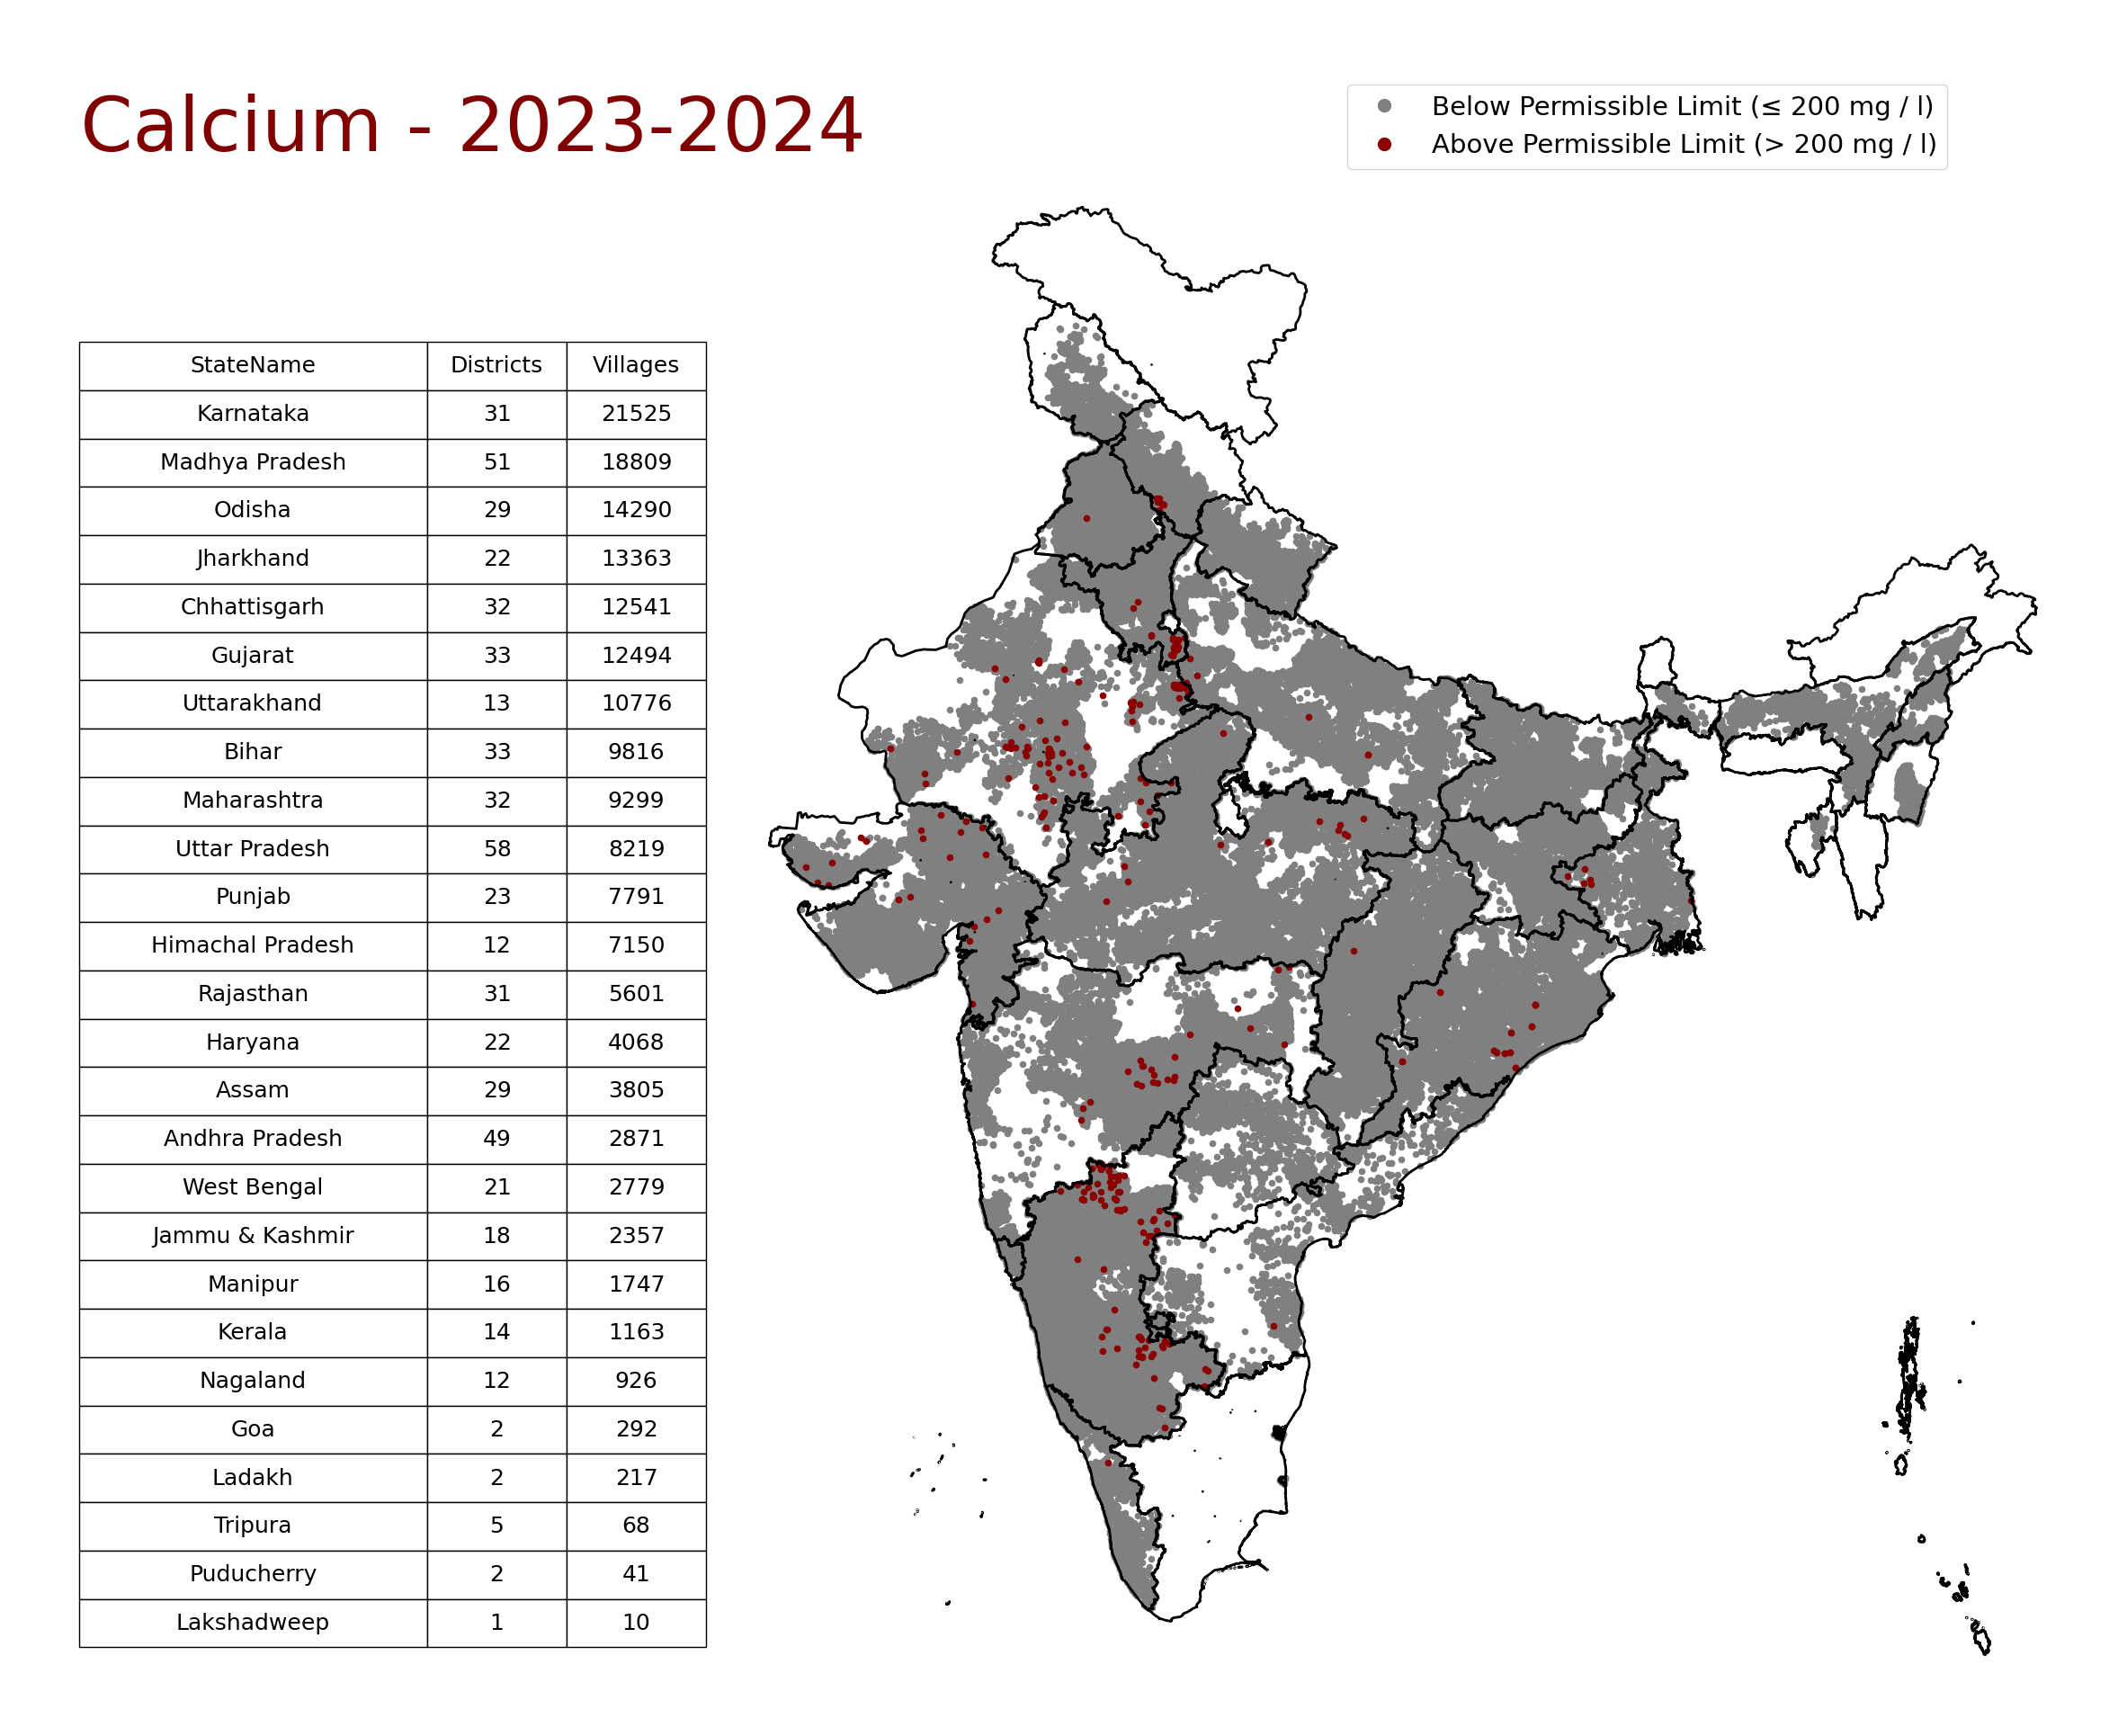 Calcium - 2023-2024
Below Permissible Limit (≤ 200 mg / l)
Above Permissible Limit (> 200 mg / l)
StateName Districts Villages
Karnataka 31 21525
Madhya Pradesh 51 18809
Odisha 29 14290
Jharkhand 22 13363
Chhattisgarh 32 12541
Gujarat 33 12494
Uttarakhand 13 10776
Bihar 33 9816
Maharashtra 32 9299
Uttar Pradesh 58 8219
Punjab 23 7791
Himachal Pradesh 12 7150
Rajasthan 31 5601
Haryana 22 4068
Assam 29 3805
Andhra Pradesh 49 2871
West Bengal 21 2779
Jammu & Kashmir 18 2357
Manipur 16 1747
Kerala 14 1163
Nagaland 12 926
Goa 2 292
Ladakh 2 217
Tripura 5 68
Puducherry 2 41
Lakshadweep 1 10